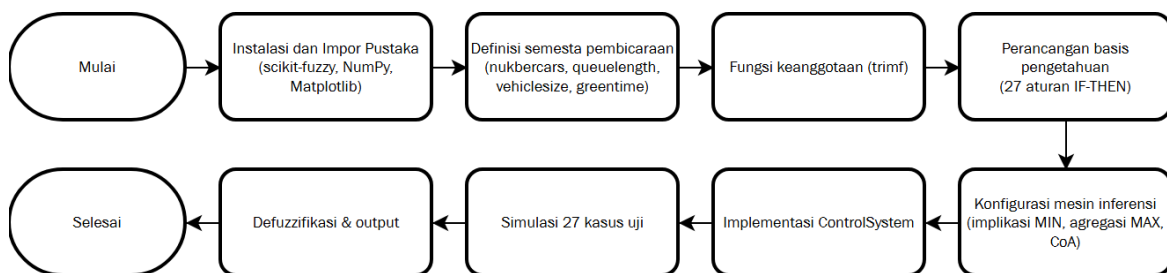 Mulai
Instalasi dan Impor Pustaka
(scikit-fuzzy, NumPy,
Matplotlib)
Definisi semesta pembicaraan
(nukbercars, queuelength,
vehiclesize, greentime)
Fungsi keanggotaan (trimf)
Perancangan basis
pengetahuan
(27 aturan IF-THEN)
Konfigurasi mesin inferensi
(implikasi MIN, agregasi MAX,
CoA)
Implementasi ControlSystem
Simulasi 27 kasus uji
Defuzzifikasi & output
Selesai